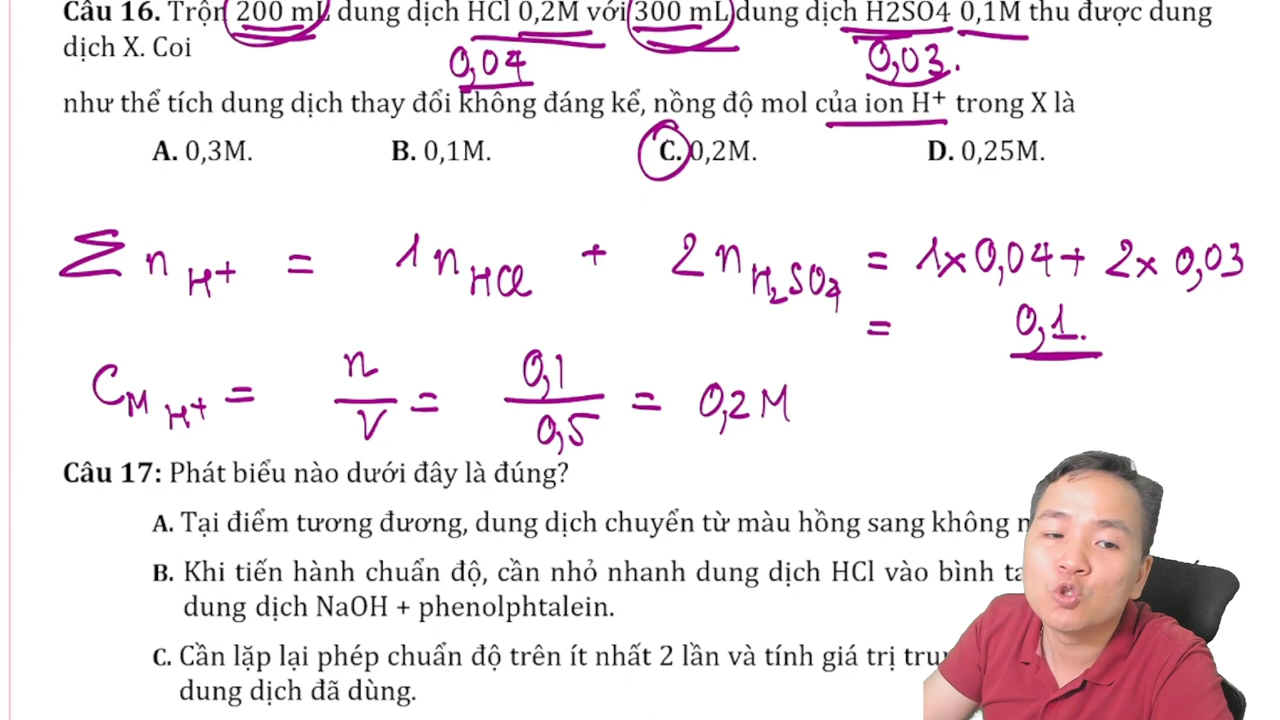 Câu 16. Trộn 200 mL dung dịch HCl 0,2M với 300 mL dung dịch H2SO4 0,1M thu được dung
dịch X. Coi
0,04 0,03.
như thể tích dung dịch thay đổi không đáng kể, nồng độ mol của ion H+ trong X là
A. 0,3M. B. 0,1M. C. 0,2M. D. 0,25M.
Σ n H+ = 1 n HCl + 2 n H2SO4 = 1x0,04 + 2x 0,03
= 0,1.
CM H+ = n/V = 0,1/0,5 = 0,2M
Câu 17: Phát biểu nào dưới đây là đúng?
A. Tại điểm tương đương, dung dịch chuyển từ màu hồng sang không
B. Khi tiến hành chuẩn độ, cần nhỏ nhanh dung dịch HCl vào bình
dung dịch NaOH + phenolphtalein.
C. Cần lặp lại phép chuẩn độ trên ít nhất 2 lần và tính giá trị
dung dịch đã dùng.